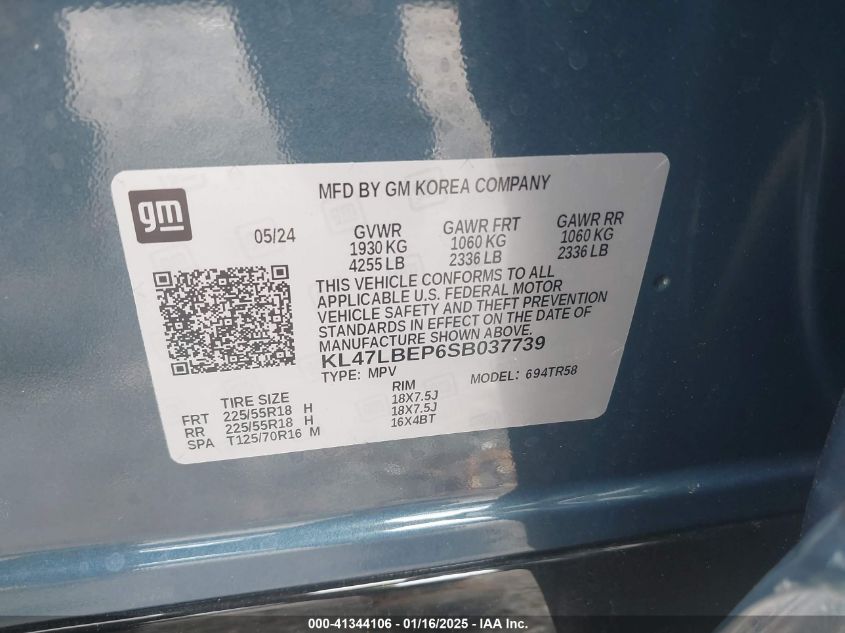 gm
MFD BY GM KOREA COMPANY
05/24
GVWR
1930 KG
4255 LB
GAWR FRT
1060 KG
2336 LB
GAWR RR
1060 KG
2336 LB
THIS VEHICLE CONFORMS TO ALL
APPLICABLE U.S. FEDERAL MOTOR
VEHICLE SAFETY AND THEFT PREVENTION
STANDARDS IN EFFECT ON THE DATE OF
MANUFACTURE SHOWN ABOVE.
KL47LBEP6SB037739
TYPE: MPV MODEL: 694TR58
TIRE SIZE RIM
FRT 225/55R18 H 18X7.5J
RR 225/55R18 H 18X7.5J
SPA T125/70R16 M 16X4BT
000-41344106 - 01/16/2025 - IAA Inc.